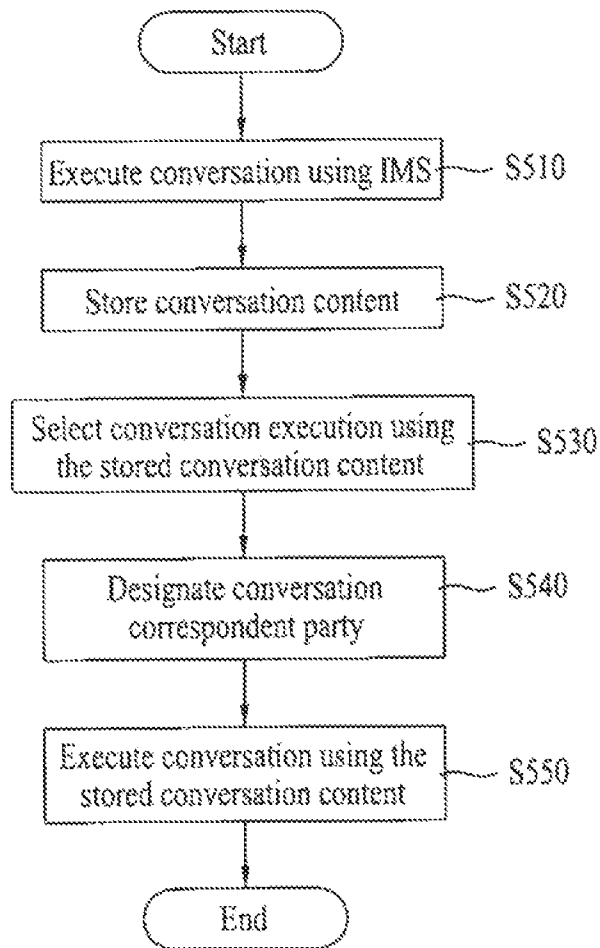 Start
Execute conversation using IMS
S510
Store conversation content
S520
Select conversation execution using
the stored conversation content
S530
Designate conversation
correspondent party
S540
Execute conversation using the
stored conversation content
S550
End